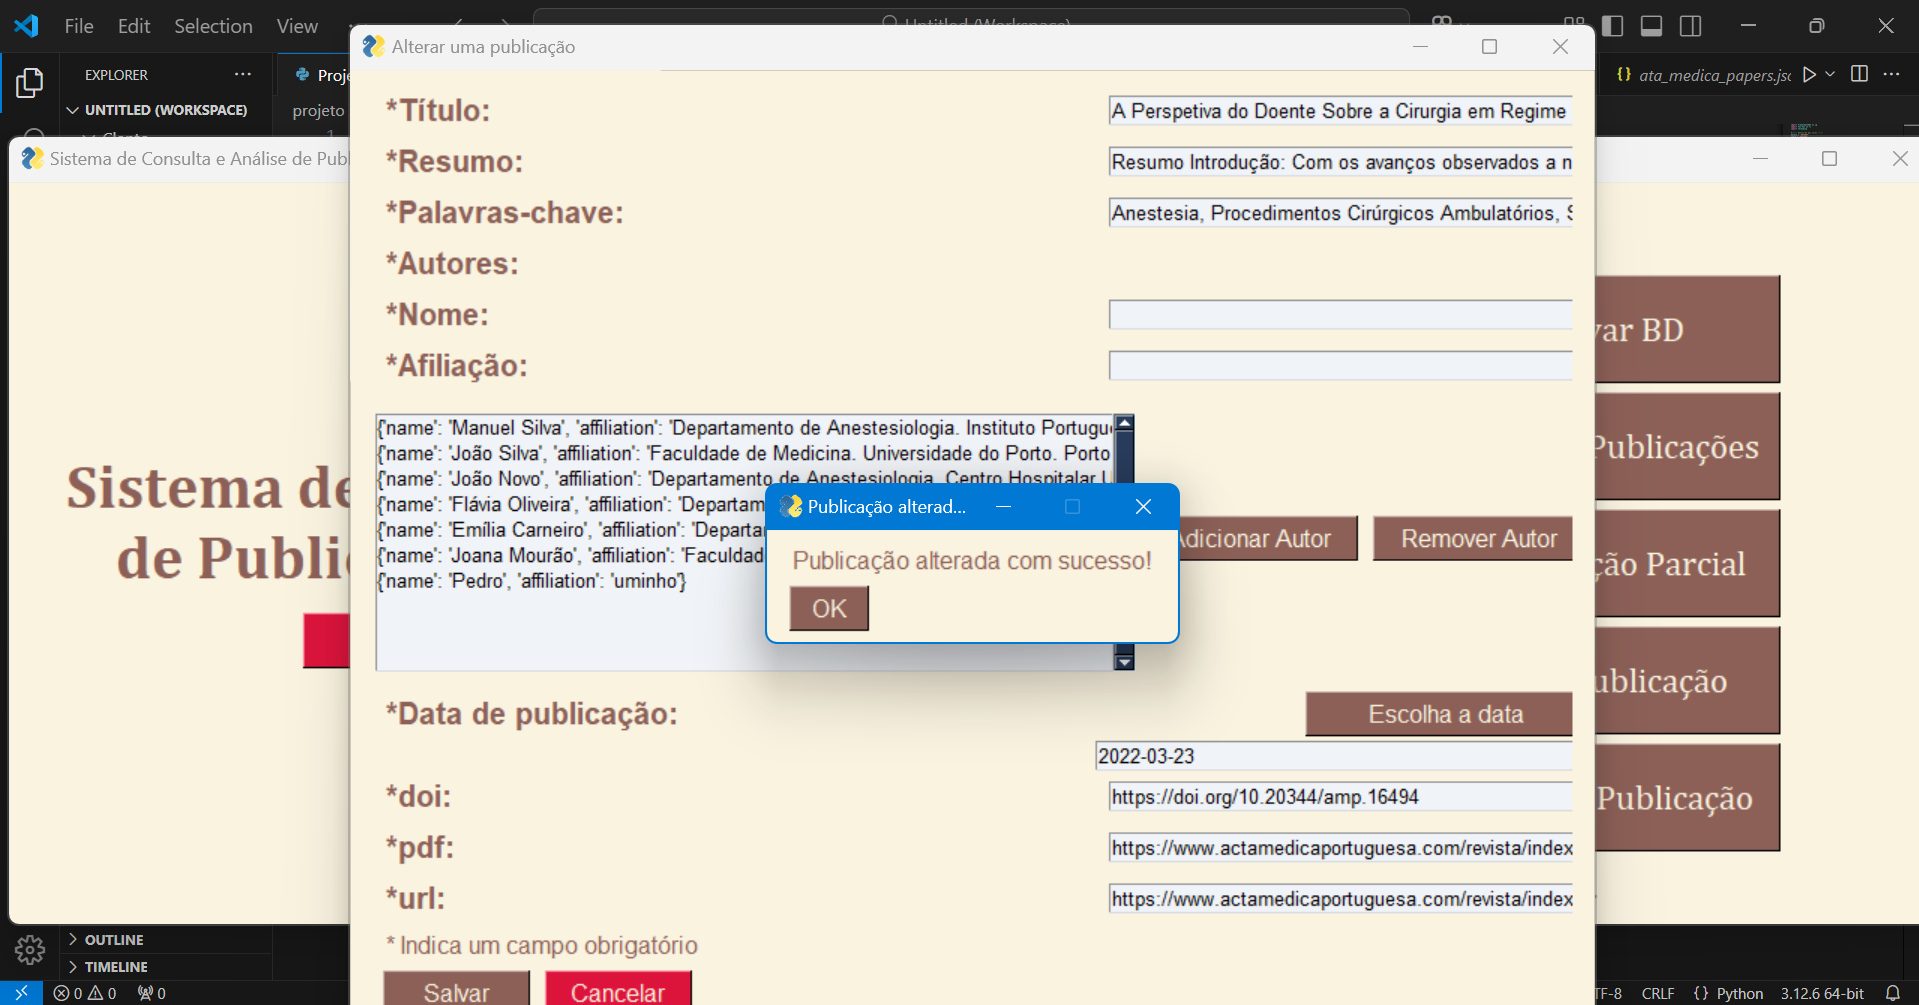 File Edit Selection View
Alterar uma publicação
EXPLORER
UNTITLED (WORKSPACE)
projeto
ata_medica_papers.jsc
Sistema de Consulta e Análise de Publ
*Título:
A Perspetiva do Doente Sobre a Cirurgia em Regime
*Resumo:
Resumo Introdução: Com os avanços observados a n
*Palavras-chave:
Anestesia, Procedimentos Cirúrgicos Ambulatórios, S
*Autores:
*Nome:
*Afiliação:
{'name': 'Manuel Silva', 'affiliation': 'Departamento de Anestesiologia. Instituto Portugu
{'name': 'João Silva', 'affiliation': 'Faculdade de Medicina. Universidade do Porto. Porto
{'name': 'João Novo', 'affiliation': 'Departamento de Anestesiologia. Centro Hospitalar U
{'name': 'Flávia Oliveira', 'affiliation': 'Departam
{'name': 'Emília Carneiro', 'affiliation': 'Departa
{'name': 'Joana Mourão', 'affiliation': 'Faculdad
{'name': 'Pedro', 'affiliation': 'uminho'}
Publicação alterad...
Publicação alterada com sucesso!
OK
dicionar Autor
Remover Autor
Sistema de
de Public
var BD
Publicações
ção Parcial
ublicação
Publicação
*Data de publicação:
Escolha a data
2022-03-23
*doi:
https://doi.org/10.20344/amp.16494
*pdf:
https://www.actamedicaportuguesa.com/revista/index
*url:
https://www.actamedicaportuguesa.com/revista/index
* Indica um campo obrigatório
Salvar
Cancelar
OUTLINE
TIMELINE
0 0 0
TF-8 CRLF {} Python 3.12.6 64-bit